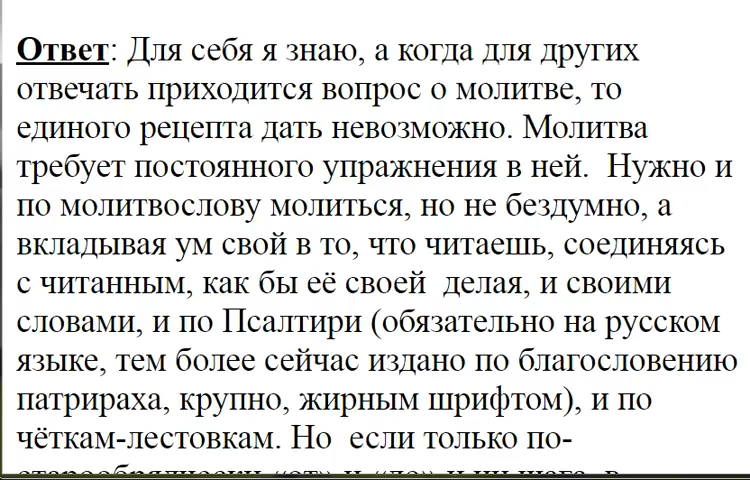 Ответ: Для себя я знаю, а когда для других
отвечать приходится вопрос о молитве, то
единого рецепта дать невозможно. Молитва
требует постоянного упражнения в ней.  Нужно и
по молитвослову молиться, но не бездумно, а
вкладывая ум свой в то, что читаешь, соединяясь
с читанным, как бы её своей  делая, и своими
словами, и по Псалтири (обязательно на русском
языке, тем более сейчас издано по благословению
патрираха, крупно, жирным шрифтом), и по
чёткам-лестовкам. Но  если только по-